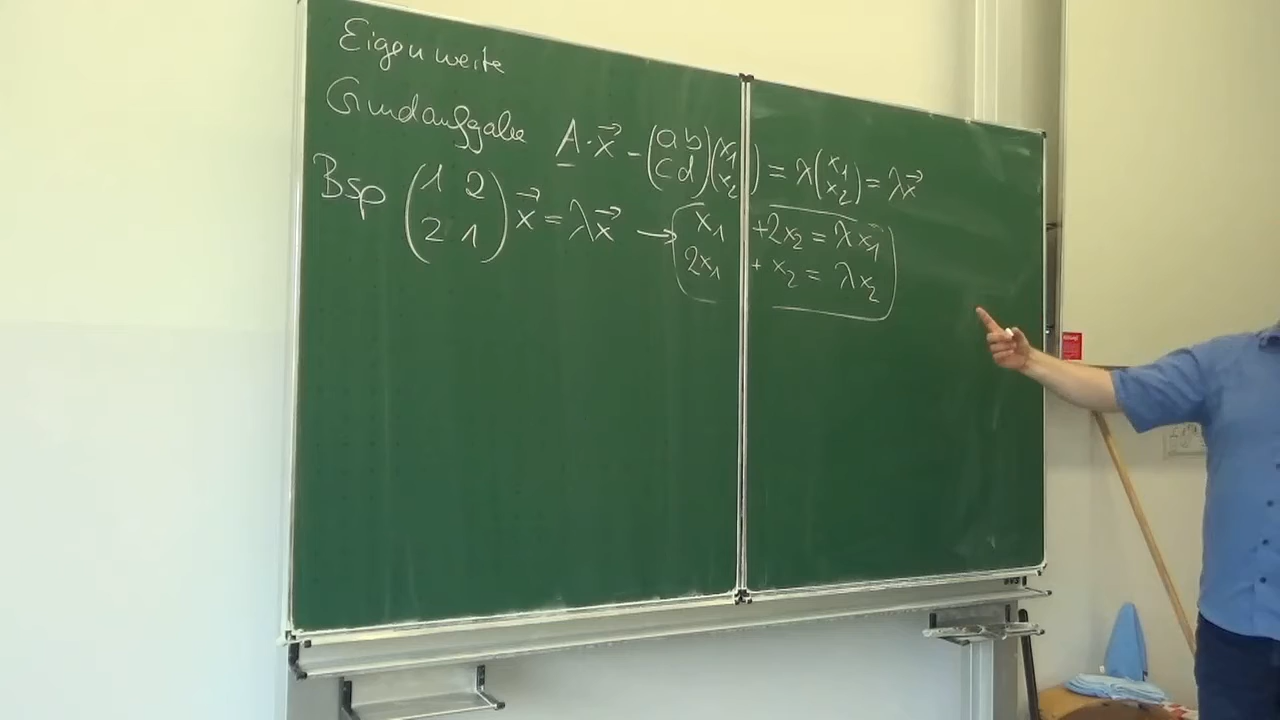 Eigenwerte
Grundaufgabe A·x⃗ = (a b; c d)(x₁; x₂) = λ(x₁; x₂) = λx⃗
Bsp (1 2; 2 1) x⃗ = λx⃗ → x₁ + 2x₂ = λx₁
2x₁ + x₂ = λx₂